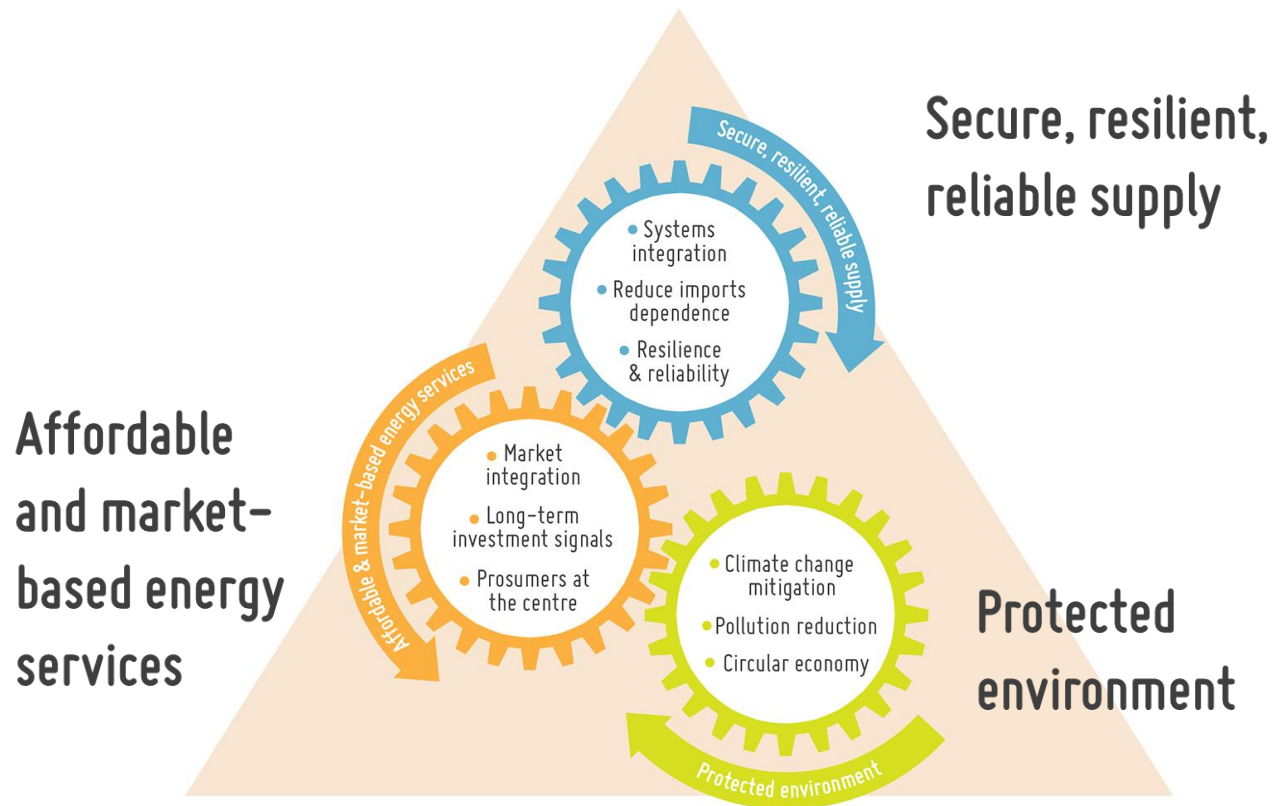 Secure, resilient,
reliable supply
Secure, resilient, reliable supply
• Systems
integration
• Reduce imports
dependence
• Resilience
& reliability
Affordable
and market-
based energy
services
Affordable & market-based energy services
• Market
integration
• Long-term
investment signals
• Prosumers at
the centre
• Climate change
mitigation
• Pollution reduction
• Circular economy
Protected
environment
Protected environment